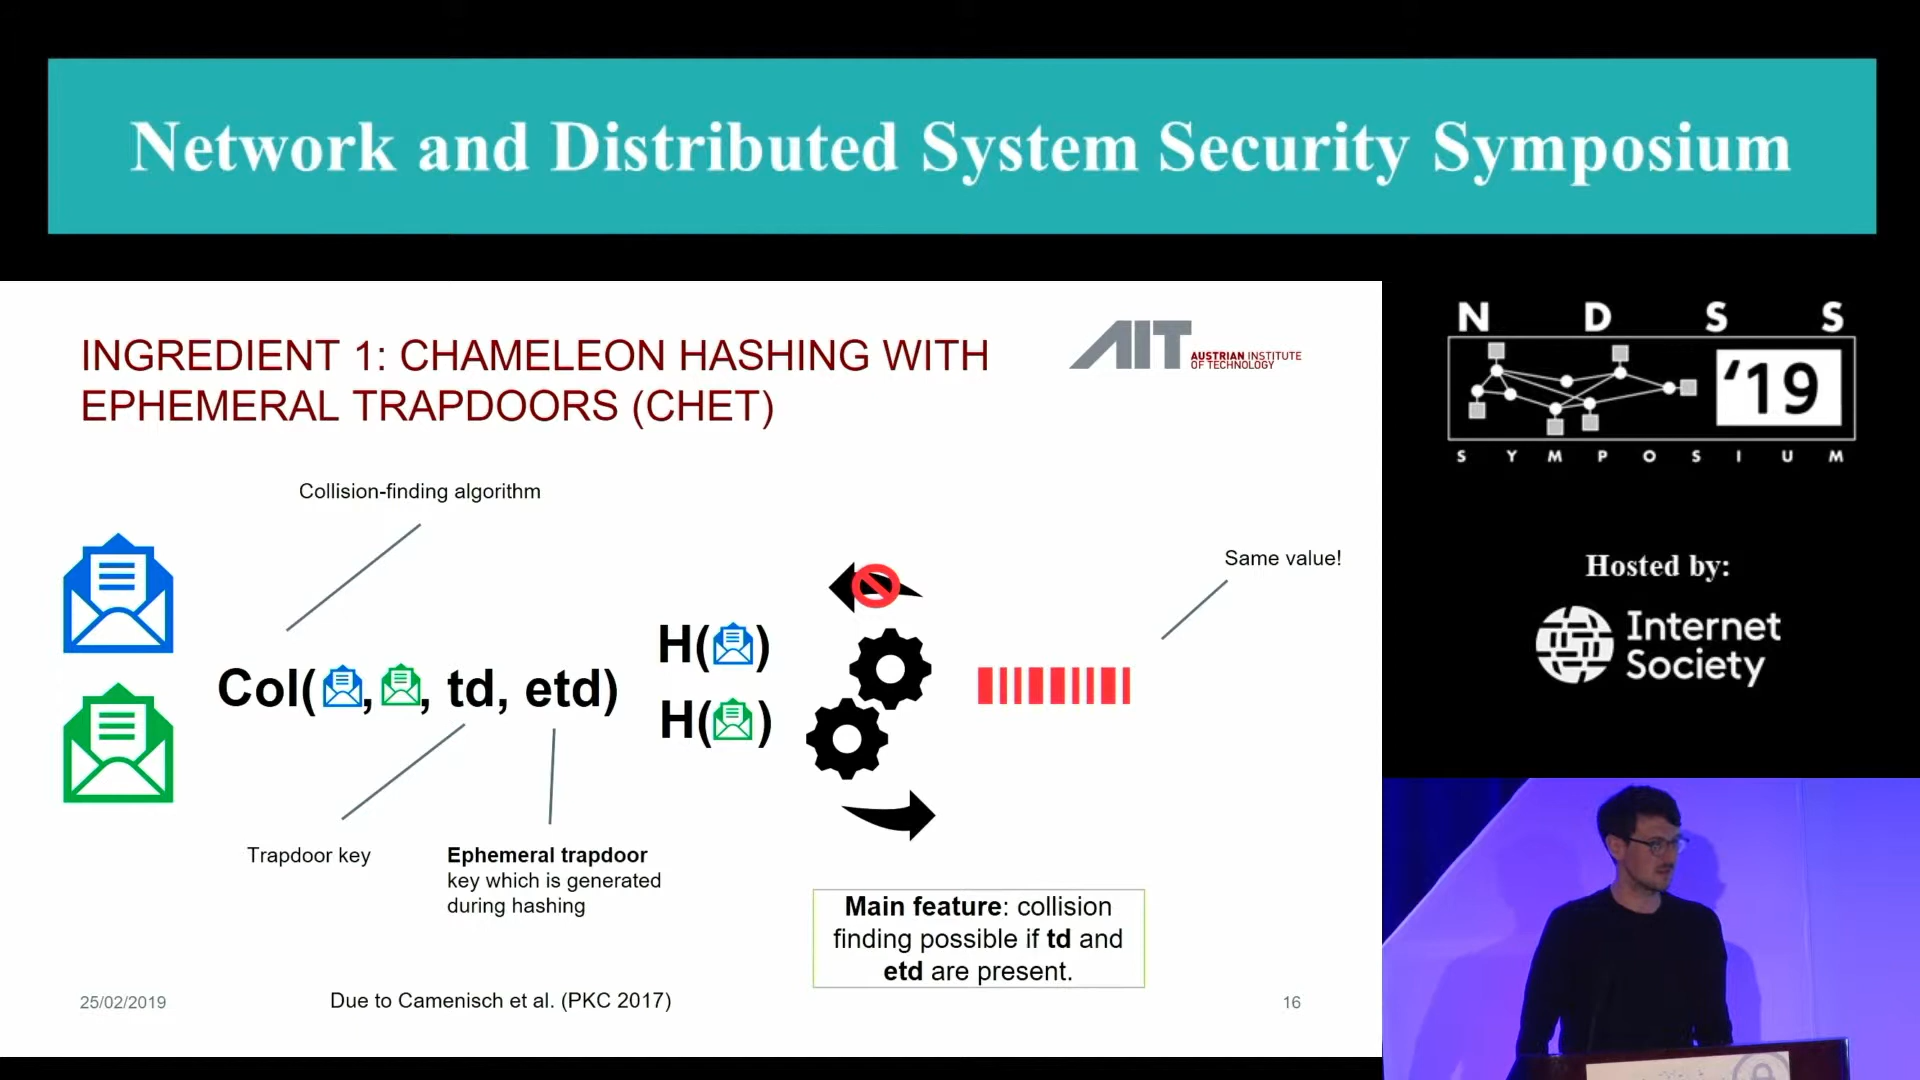 Network and Distributed System Security Symposium
INGREDIENT 1: CHAMELEON HASHING WITH
EPHEMERAL TRAPDOORS (CHET)
AIT
AUSTRIAN INSTITUTE
OF TECHNOLOGY
N D S S
'19
S Y M P O S I U M
Hosted by:
Internet
Society
Collision-finding algorithm
Same value!
Col( , , td, etd)
H( )
H( )
Trapdoor key
Ephemeral trapdoor
key which is generated
during hashing
Main feature: collision
finding possible if td and
etd are present.
25/02/2019
Due to Camenisch et al. (PKC 2017)
16